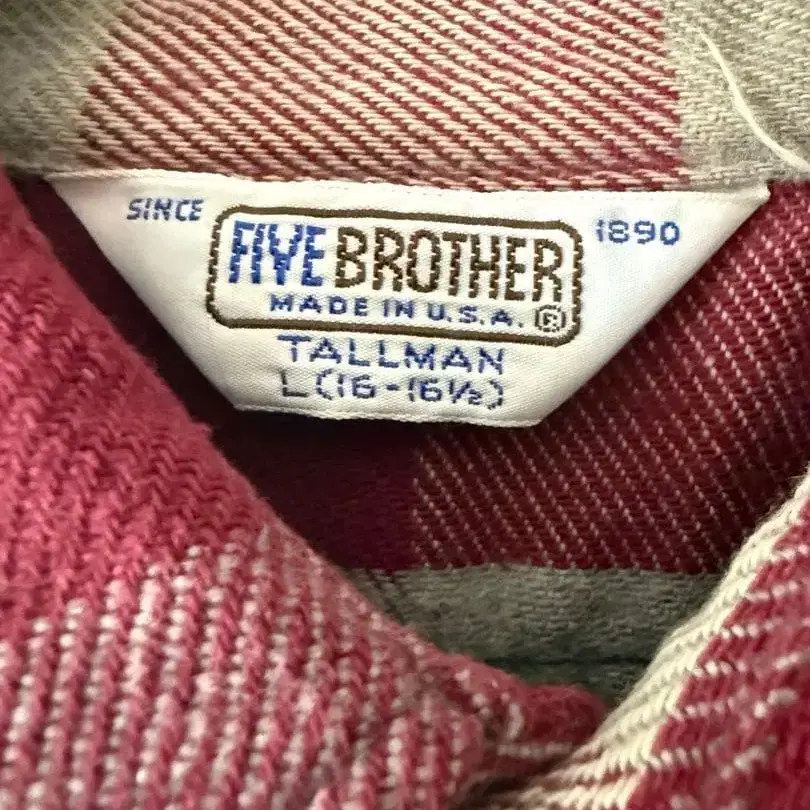 SINCE 1890
FIVE BROTHER
MADE IN U.S.A. ®
TALLMAN
L(16-16½)